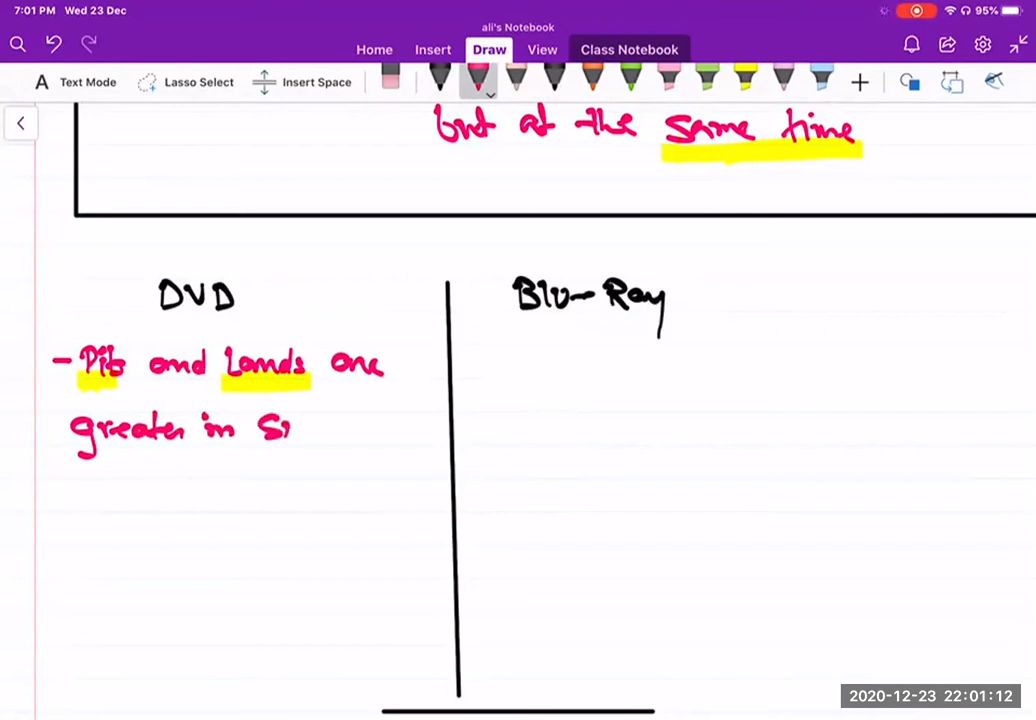 7:01 PM Wed 23 Dec
95%
ali's Notebook
Home Insert Draw View Class Notebook
A Text Mode Lasso Select Insert Space
but at the same time
DVD
Blu-Ray
- Pits and Lands are
greater in Si
2020-12-23 22:01:12